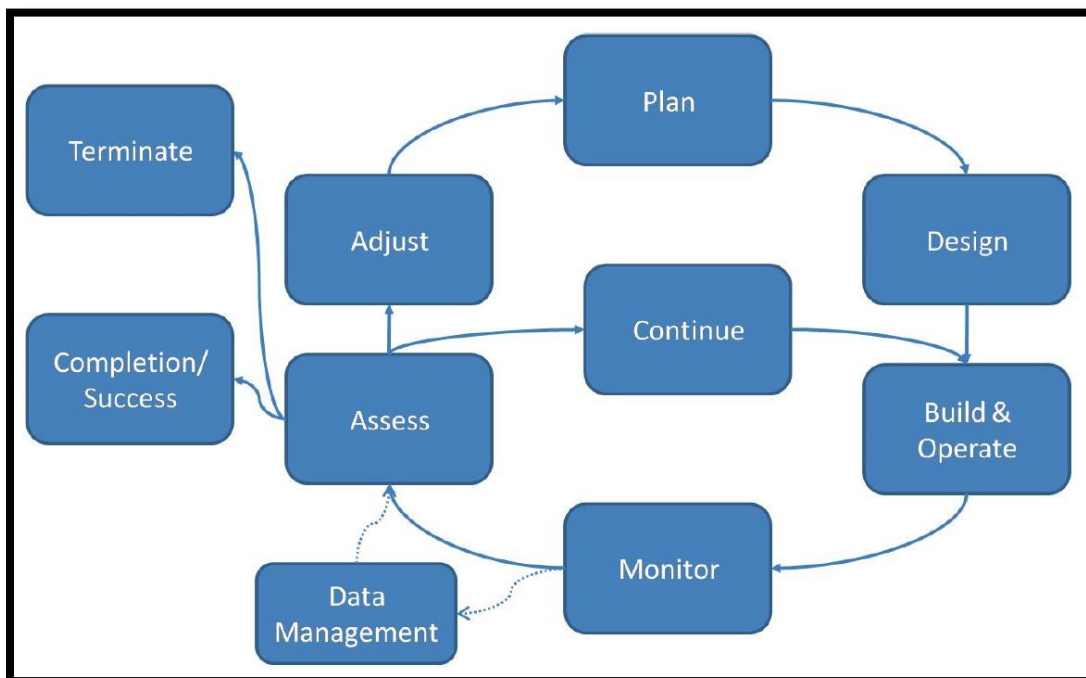 Plan
Terminate
Adjust
Design
Continue
Completion/
Success
Assess
Build &
Operate
Monitor
Data
Management